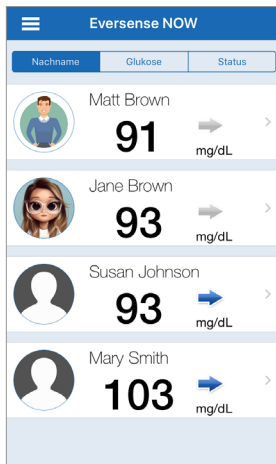 Eversense NOW
Nachname Glukose Status
Matt Brown
91
mg/dL
Jane Brown
93
mg/dL
Susan Johnson
93
mg/dL
Mary Smith
103
mg/dL